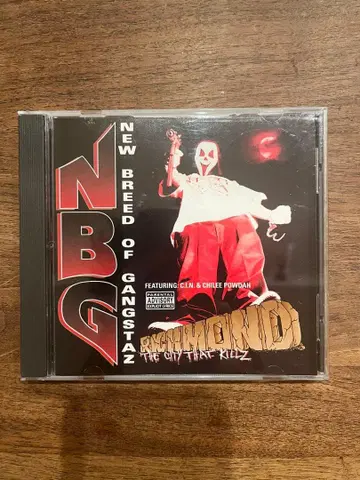 NBG
NEW BREED OF GANGSTAZ
FEATURING: C.I.N. & CHILEE POWDAH
PARENTAL
ADVISORY
EXPLICIT LYRICS
RICHMOND
THE CITY THAT KILLZ